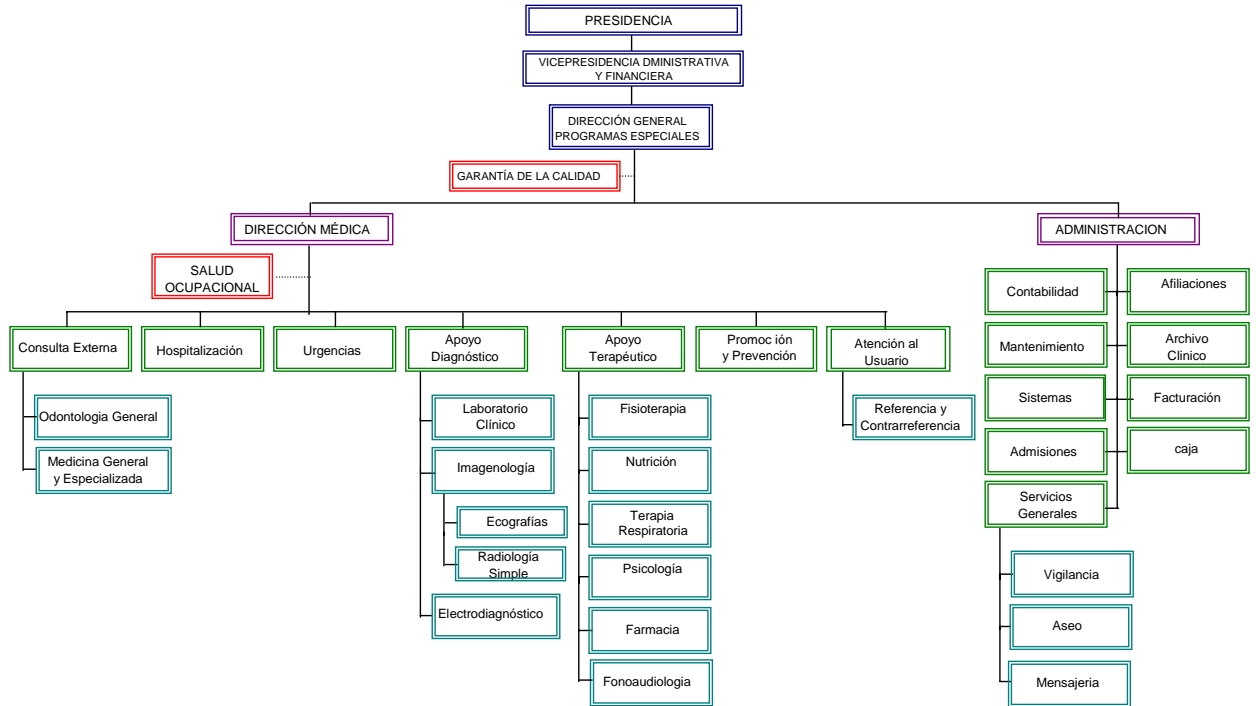 PRESIDENCIA
VICEPRESIDENCIA DMINISTRATIVA
Y FINANCIERA
DIRECCIÓN GENERAL
PROGRAMAS ESPECIALES
GARANTÍA DE LA CALIDAD
DIRECCIÓN MÉDICA
ADMINISTRACION
SALUD
OCUPACIONAL
Consulta Externa
Odontologia General
Medicina General
y Especializada
Hospitalización
Urgencias
Apoyo
Diagnóstico
Laboratorio
Clínico
Imagenología
Ecografías
Radiología
Simple
Electrodiagnóstico
Apoyo
Terapéutico
Fisioterapia
Nutrición
Terapia
Respiratoria
Psicología
Farmacia
Fonoaudiologia
Promoc ión
y Prevención
Atención al
Usuario
Referencia y
Contrarreferencia
Contabilidad
Afiliaciones
Mantenimiento
Archivo
Clinico
Sistemas
Facturación
Admisiones
caja
Servicios
Generales
Vigilancia
Aseo
Mensajeria